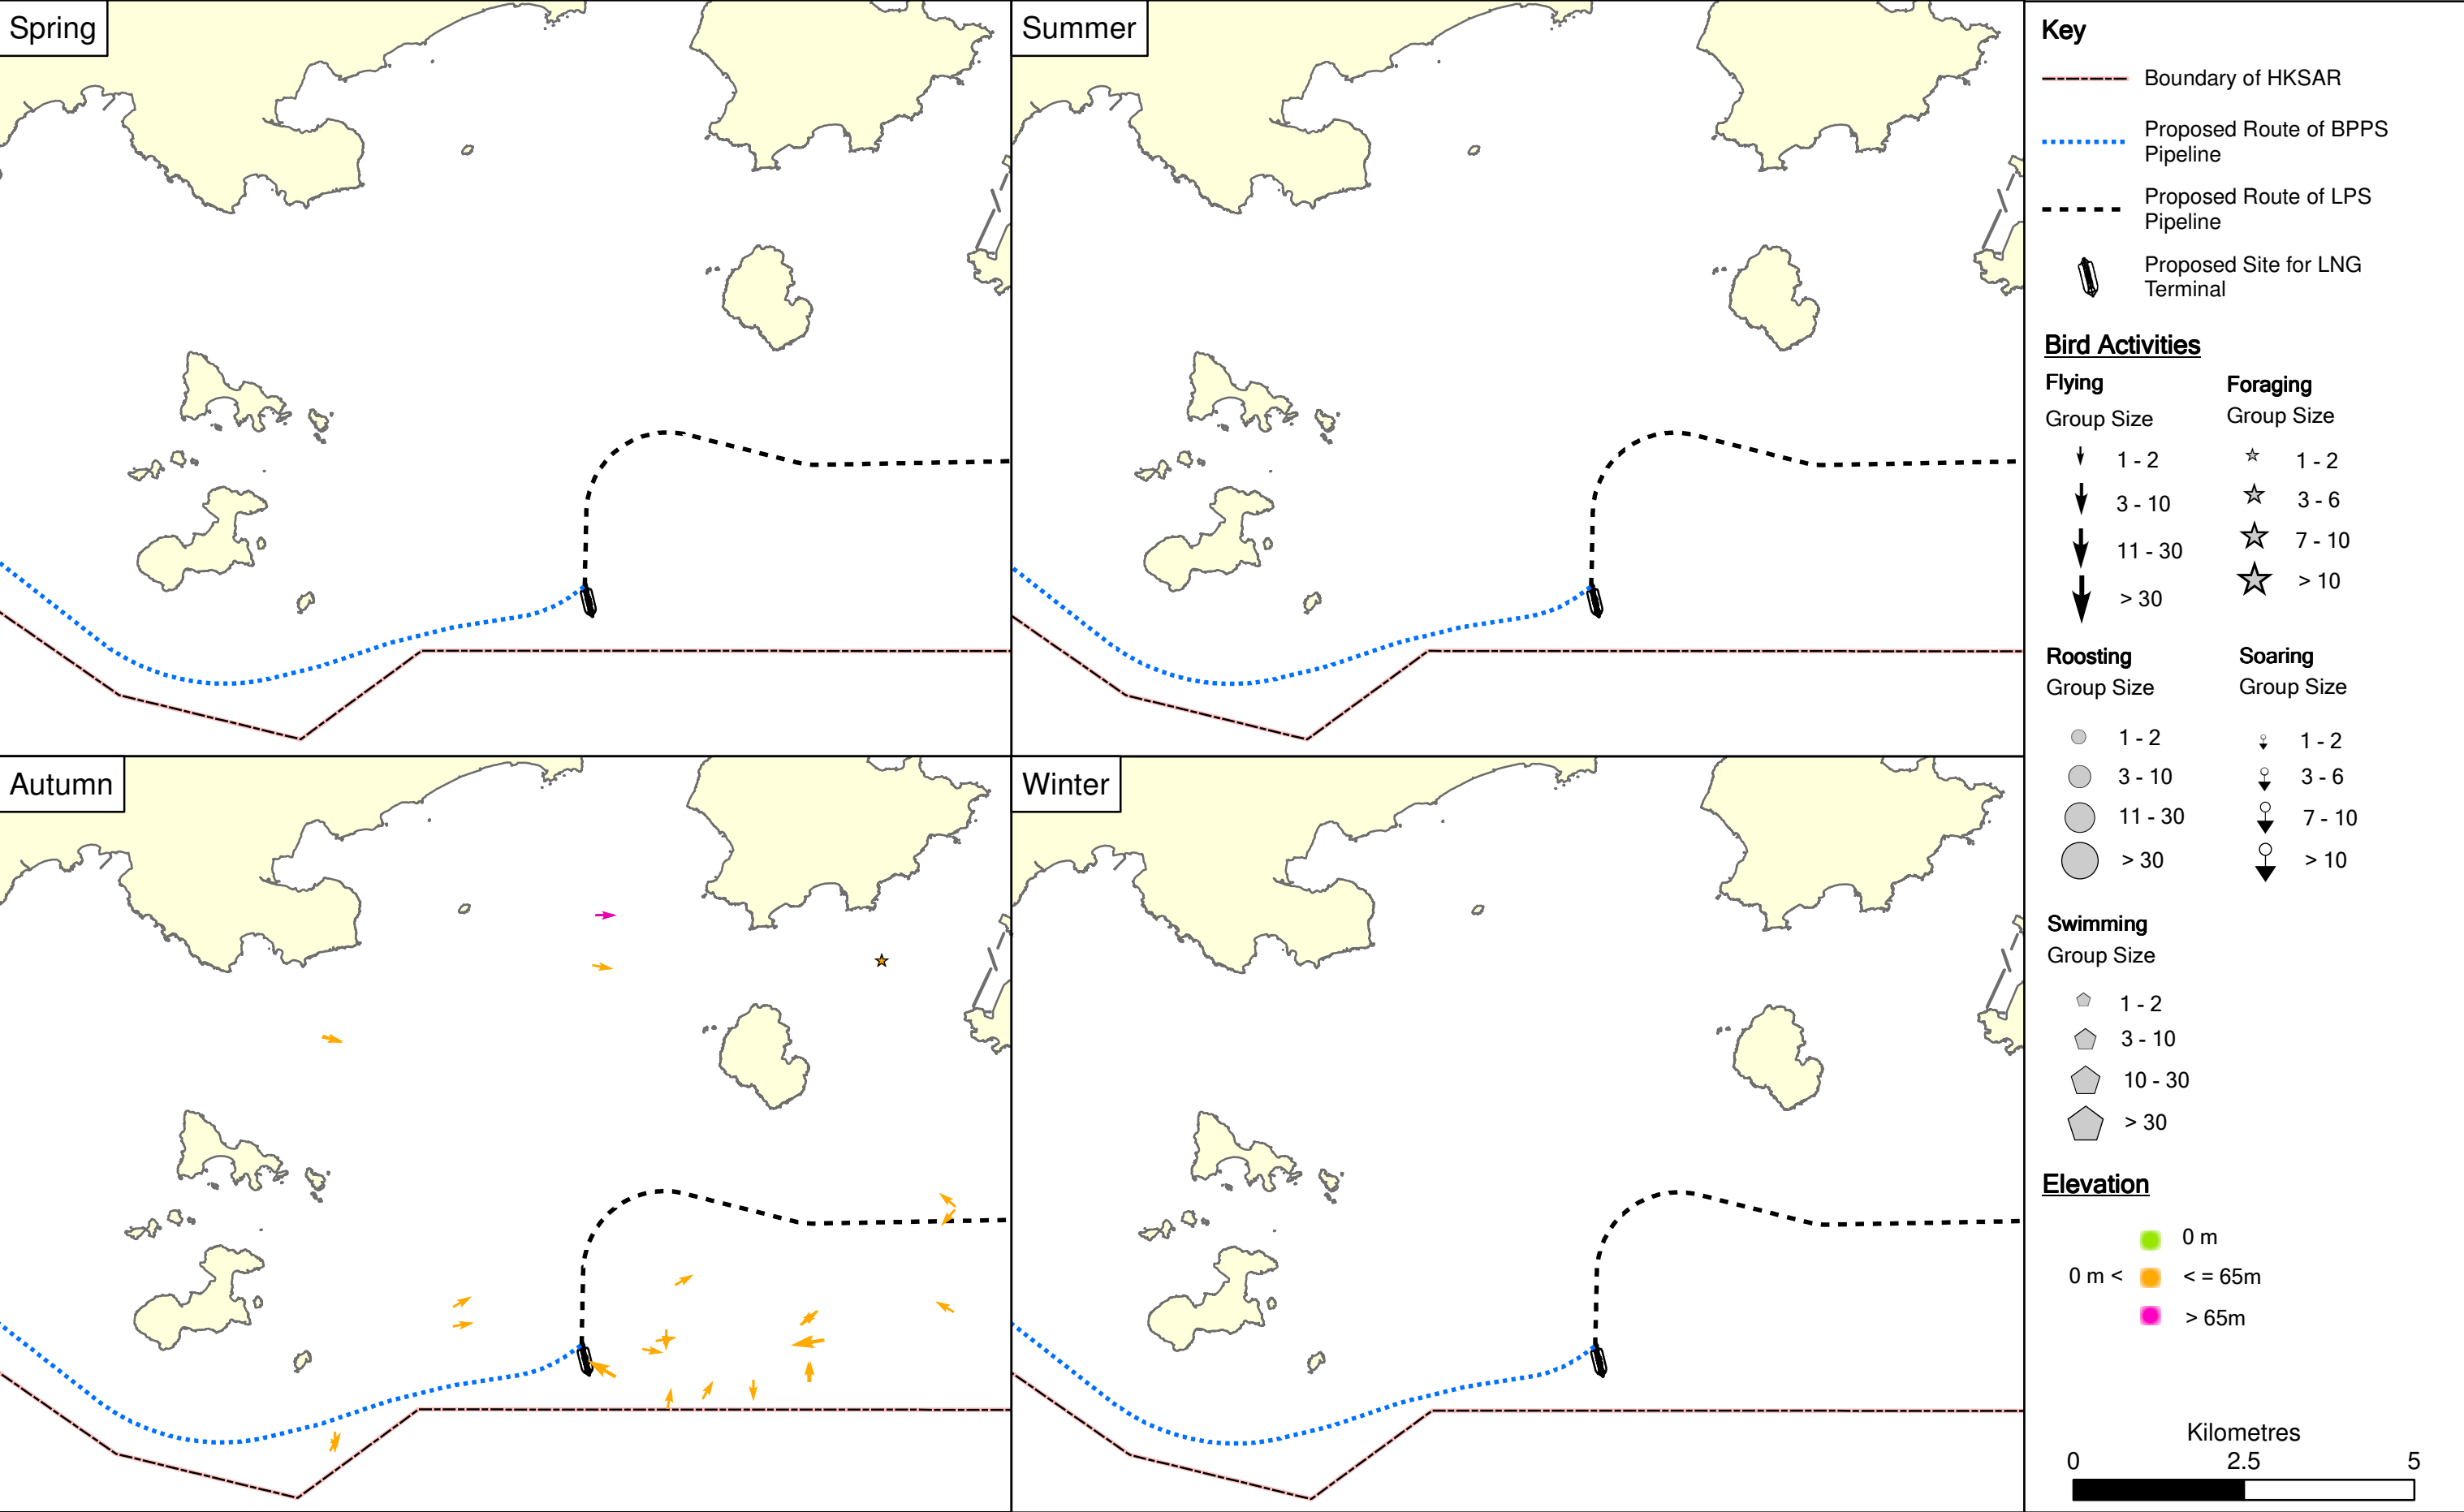 Spring
Summer
Autumn
Winter
Key
Boundary of HKSAR
Proposed Route of BPPS
Pipeline
Proposed Route of LPS
Pipeline
Proposed Site for LNG
Terminal
Bird Activities
Flying
Group Size
1 - 2
3 - 10
11 - 30
> 30
Foraging
Group Size
1 - 2
3 - 6
7 - 10
> 10
Roosting
Group Size
1 - 2
3 - 10
11 - 30
> 30
Soaring
Group Size
1 - 2
3 - 6
7 - 10
> 10
Swimming
Group Size
1 - 2
3 - 10
10 - 30
> 30
Elevation
0 m
0 m < < = 65m
> 65m
Kilometres
0 2.5 5